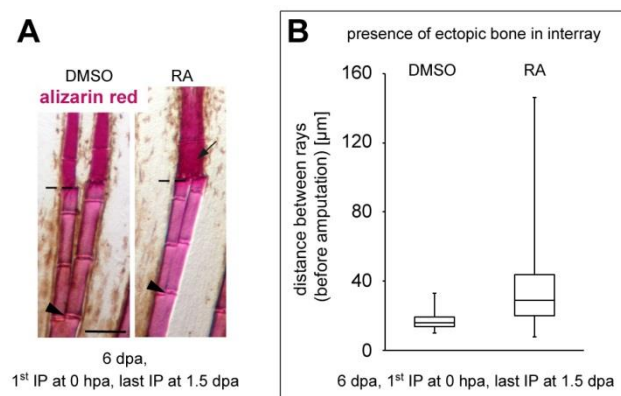 A
DMSO
RA
alizarin red
6 dpa,
1st IP at 0 hpa, last IP at 1.5 dpa
B
presence of ectopic bone in interray
DMSO
RA
distance between rays
(before amputation) [µm]
160
120
80
40
0
6 dpa, 1st IP at 0 hpa, last IP at 1.5 dpa